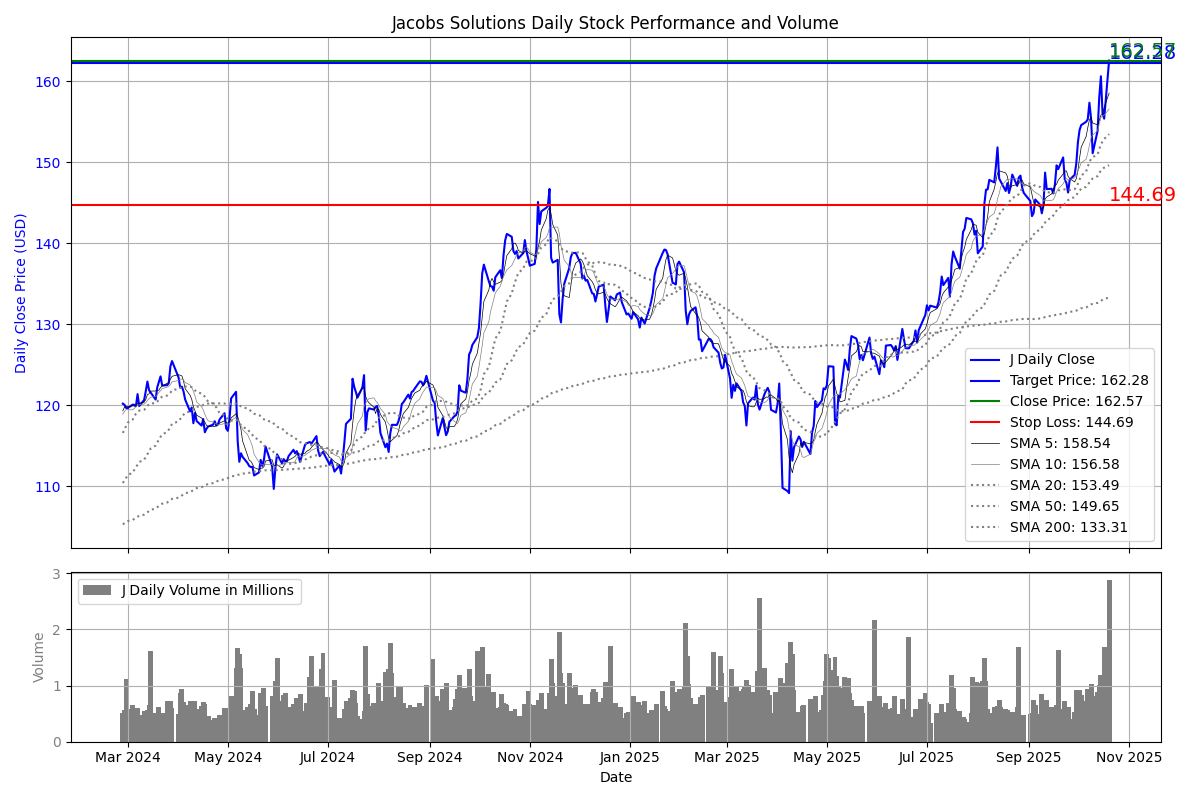 Jacobs Solutions Daily Stock Performance and Volume
162.57
162.28
144.69
Daily Close Price (USD)
160
150
140
130
120
110
J Daily Close
Target Price: 162.28
Close Price: 162.57
Stop Loss: 144.69
SMA 5: 158.54
SMA 10: 156.58
SMA 20: 153.49
SMA 50: 149.65
SMA 200: 133.31
Volume
3
2
1
0
J Daily Volume in Millions
Mar 2024 May 2024 Jul 2024 Sep 2024 Nov 2024 Jan 2025 Mar 2025 May 2025 Jul 2025 Sep 2025 Nov 2025
Date